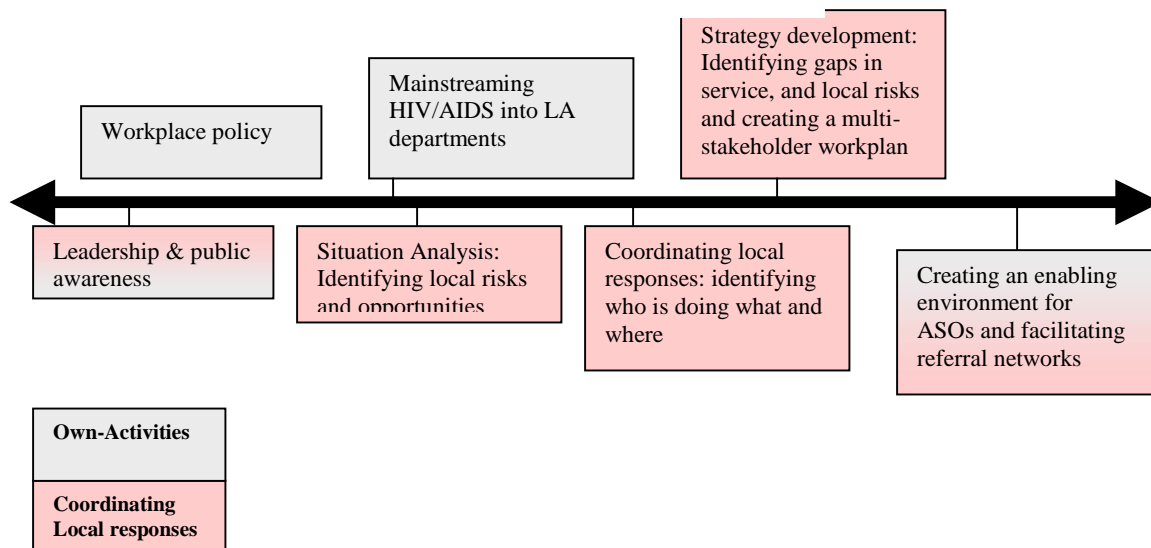 Strategy development:
Identifying gaps in
service, and local risks
and creating a multi-
stakeholder workplan
Mainstreaming
HIV/AIDS into LA
departments
Workplace policy
Leadership & public
awareness
Situation Analysis:
Identifying local risks
and opportunities
Coordinating local
responses: identifying
who is doing what and
where
Creating an enabling
environment for
ASOs and facilitating
referral networks
Own-Activities
Coordinating
Local responses